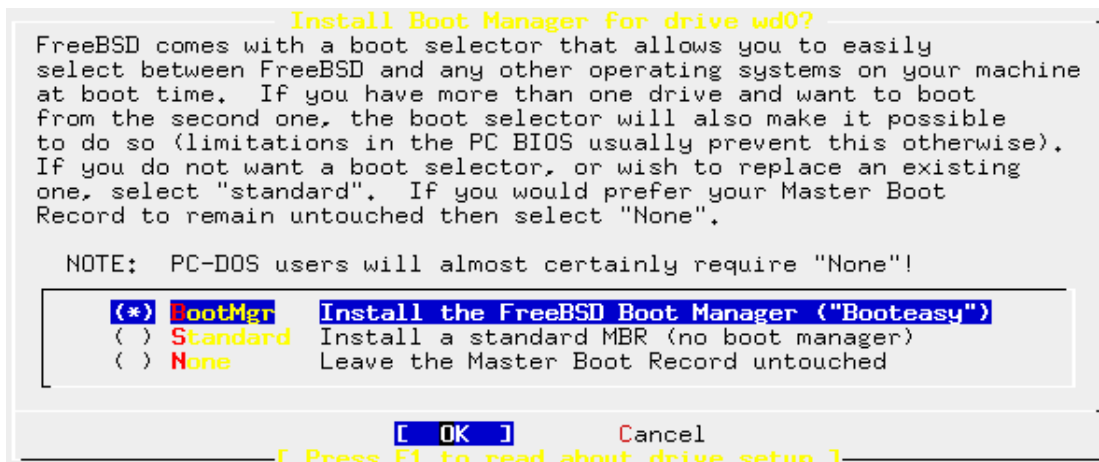 Install Boot Manager for drive wd0?
FreeBSD comes with a boot selector that allows you to easily
select between FreeBSD and any other operating systems on your machine
at boot time.  If you have more than one drive and want to boot
from the second one, the boot selector will also make it possible
to do so (limitations in the PC BIOS usually prevent this otherwise).
If you do not want a boot selector, or wish to replace an existing
one, select "standard".  If you would prefer your Master Boot
Record to remain untouched then select "None".
NOTE:  PC-DOS users will almost certainly require "None"!
(*) BootMgr   Install the FreeBSD Boot Manager ("Booteasy")
( ) Standard  Install a standard MBR (no boot manager)
( ) None      Leave the Master Boot Record untouched
[  OK  ]       Cancel
[ Press F1 to read about drive setup ]